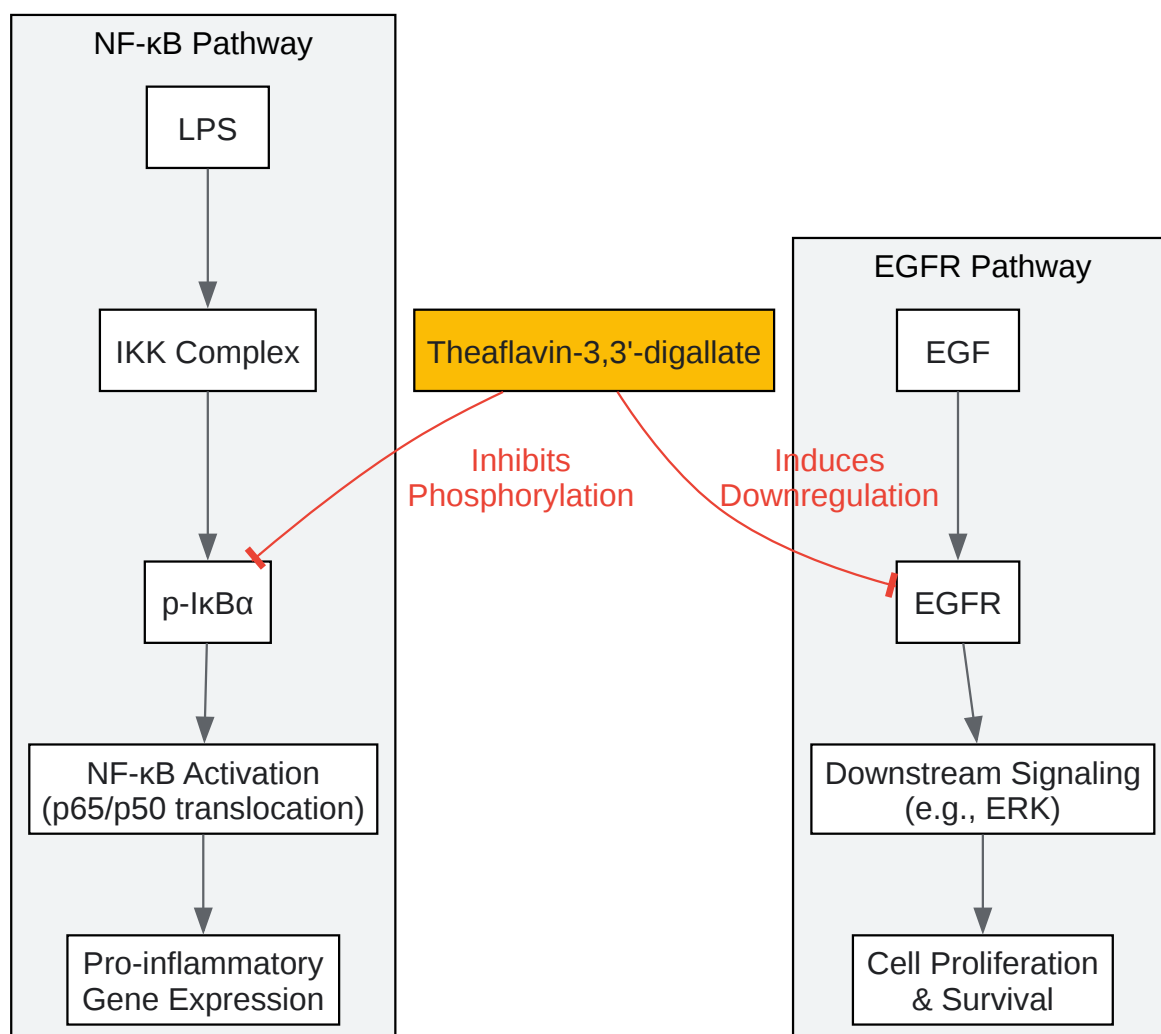 NF-κB Pathway
LPS
IKK Complex
p-IκBα
NF-κB Activation
(p65/p50 translocation)
Pro-inflammatory
Gene Expression
Theaflavin-3,3'-digallate
Inhibits
Phosphorylation
Induces
Downregulation
EGFR Pathway
EGF
EGFR
Downstream Signaling
(e.g., ERK)
Cell Proliferation
& Survival